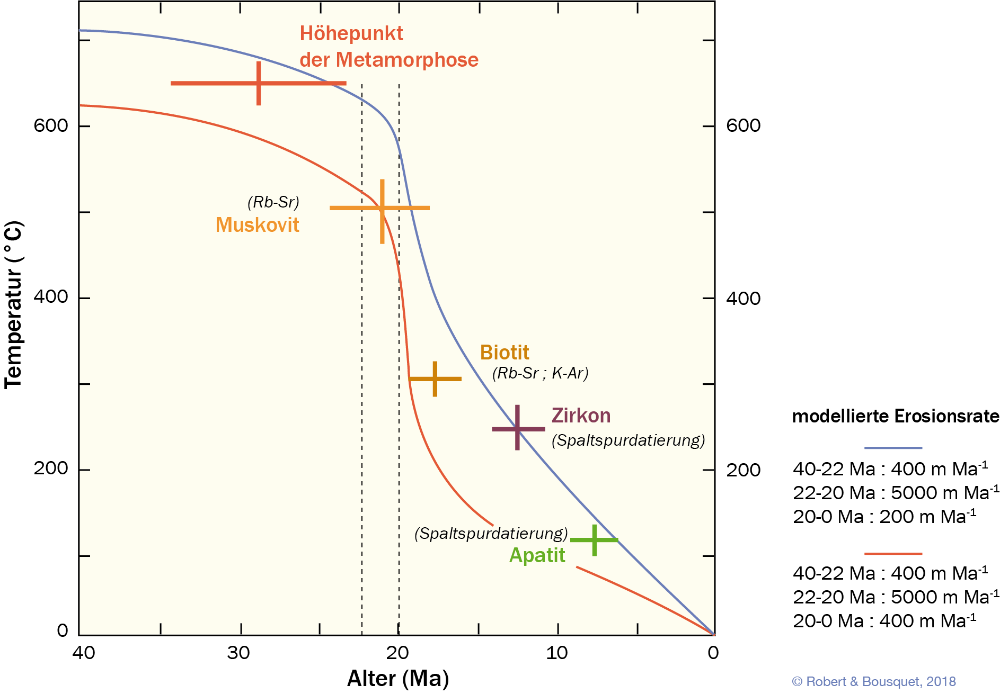 Höhepunkt
der Metamorphose
600
600
(Rb-Sr)
Muskovit
Temperatur (°C)
400
400
Biotit
(Rb-Sr ; K-Ar)
Zirkon
(Spaltspurdatierung)
200
200
(Spaltspurdatierung)
Apatit
0
40
30
20
10
0
Alter (Ma)
modellierte Erosionsrate
40-22 Ma : 400 m Ma⁻¹
22-20 Ma : 5000 m Ma⁻¹
20-0 Ma : 200 m Ma⁻¹
40-22 Ma : 400 m Ma⁻¹
22-20 Ma : 5000 m Ma⁻¹
20-0 Ma : 400 m Ma⁻¹
© Robert & Bousquet, 2018